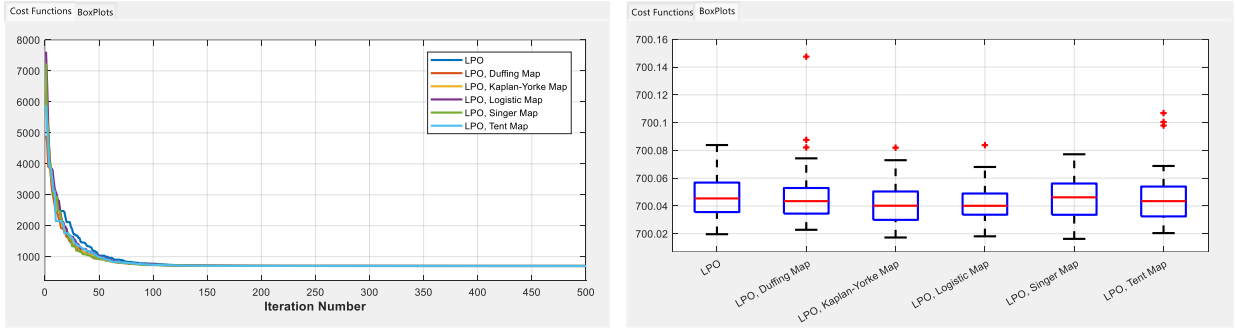 Cost Functions BoxPlots
8000
7000
6000
5000
4000
3000
2000
1000
0 50 100 150 200 250 300 350 400 450 500
Iteration Number
LPO
LPO, Duffing Map
LPO, Kaplan-Yorke Map
LPO, Logistic Map
LPO, Singer Map
LPO, Tent Map
Cost Functions BoxPlots
700.16
700.14
700.12
700.1
700.08
700.06
700.04
700.02
LPO
LPO, Duffing Map
LPO, Kaplan-Yorke Map
LPO, Logistic Map
LPO, Singer Map
LPO, Tent Map